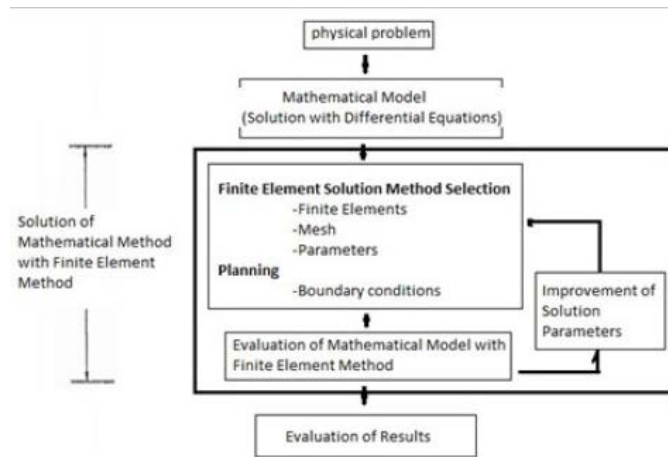 physical problem
Mathematical Model
(Solution with Differential Equations)
Finite Element Solution Method Selection
-Finite Elements
-Mesh
-Parameters
Planning
-Boundary conditions
Solution of
Mathematical Method
with Finite Element
Method
Improvement of
Solution
Parameters
Evaluation of Mathematical Model with
Finite Element Method
Evaluation of Results